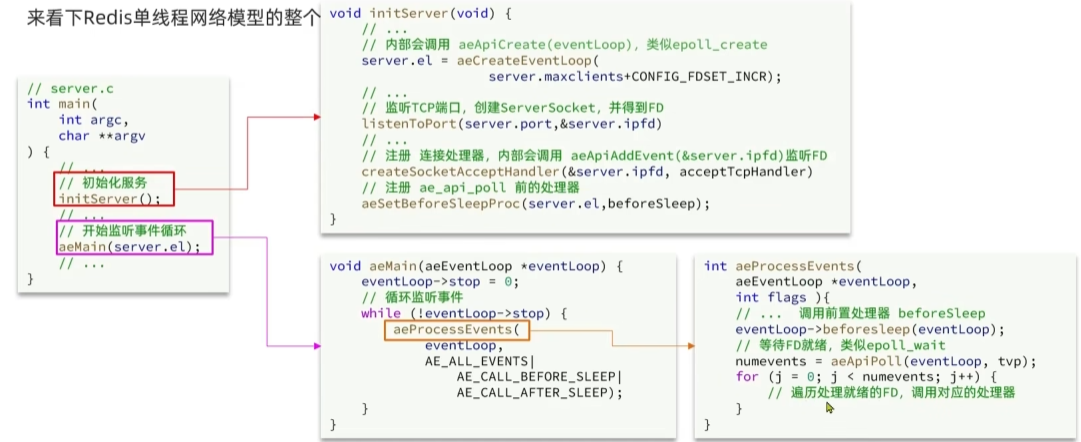 来看下Redis单线程网络模型的整个
// server.c
int main(
    int argc,
    char **argv
) {
    // ...
    // 初始化服务
    initServer();
    // ...
    // 开始监听事件循环
    aeMain(server.el);
    // ...
}
void initServer(void) {
    // ...
    // 内部会调用 aeApiCreate(eventLoop)，类似epoll_create
    server.el = aeCreateEventLoop(
                    server.maxclients+CONFIG_FDSET_INCR);
    // ...
    // 监听TCP端口，创建ServerSocket，并得到FD
    listenToPort(server.port,&server.ipfd)
    // ...
    // 注册 连接处理器，内部会调用 aeApiAddEvent(&server.ipfd)监听FD
    createSocketAcceptHandler(&server.ipfd, acceptTcpHandler)
    // 注册 ae_api_poll 前的处理器
    aeSetBeforeSleepProc(server.el,beforeSleep);
}
void aeMain(aeEventLoop *eventLoop) {
    eventLoop->stop = 0;
    // 循环监听事件
    while (!eventLoop->stop) {
        aeProcessEvents(
            eventLoop,
            AE_ALL_EVENTS|
                AE_CALL_BEFORE_SLEEP|
                AE_CALL_AFTER_SLEEP);
    }
}
int aeProcessEvents(
    aeEventLoop *eventLoop,
    int flags ){
    // ...  调用前置处理器 beforeSleep
    eventLoop->beforesleep(eventLoop);
    // 等待FD就绪，类似epoll_wait
    numevents = aeApiPoll(eventLoop, tvp);
    for (j = 0; j < numevents; j++) {
        // 遍历处理就绪的FD，调用对应的处理器
    }
}